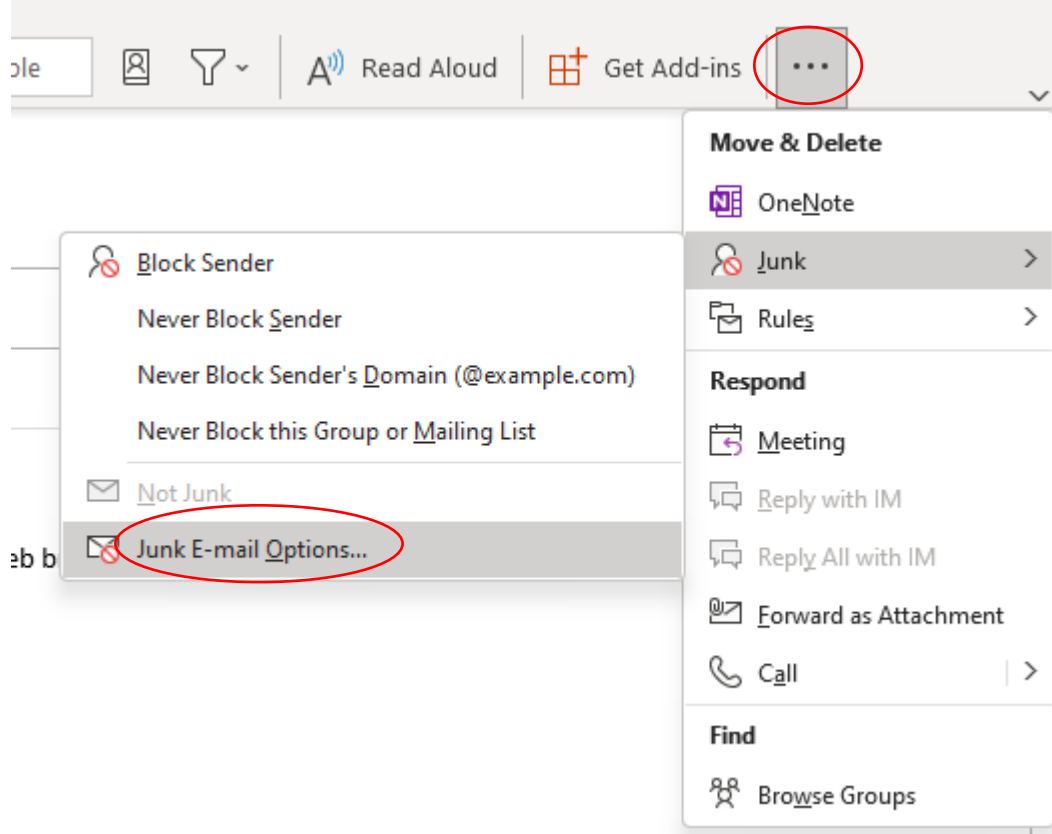 ple
Read Aloud
Get Add-ins
Move & Delete
OneNote
Junk
Rules
Respond
Meeting
Reply with IM
Reply All with IM
Forward as Attachment
Call
Find
Browse Groups
Block Sender
Never Block Sender
Never Block Sender's Domain (@example.com)
Never Block this Group or Mailing List
Not Junk
Junk E-mail Options...
eb b